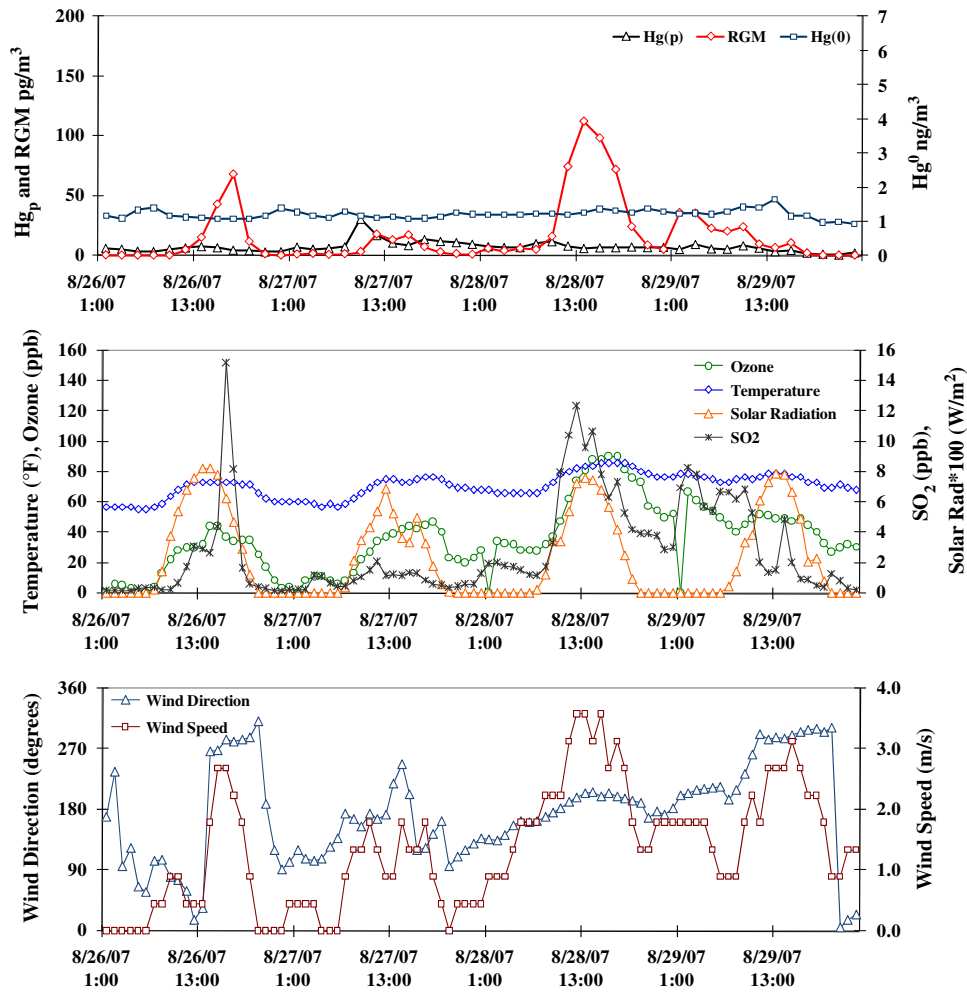 200
150
100
50
0
Hg_p and RGM pg/m³
Hg(p) RGM Hg(0)
7
6
5
4
3
2
1
0
Hg⁰ ng/m³
8/26/07 8/26/07 8/27/07 8/27/07 8/28/07 8/28/07 8/29/07 8/29/07
1:00 13:00 1:00 13:00 1:00 13:00 1:00 13:00
160
140
120
100
80
60
40
20
0
Temperature (°F), Ozone (ppb)
Ozone
Temperature
Solar Radiation
SO2
16
14
12
10
8
6
4
2
0
SO₂ (ppb),
Solar Rad*100 (W/m²)
8/26/07 8/26/07 8/27/07 8/27/07 8/28/07 8/28/07 8/29/07 8/29/07
1:00 13:00 1:00 13:00 1:00 13:00 1:00 13:00
360
270
180
90
0
Wind Direction (degrees)
Wind Direction
Wind Speed
4.0
3.0
2.0
1.0
0.0
Wind Speed (m/s)
8/26/07 8/26/07 8/27/07 8/27/07 8/28/07 8/28/07 8/29/07 8/29/07
1:00 13:00 1:00 13:00 1:00 13:00 1:00 13:00